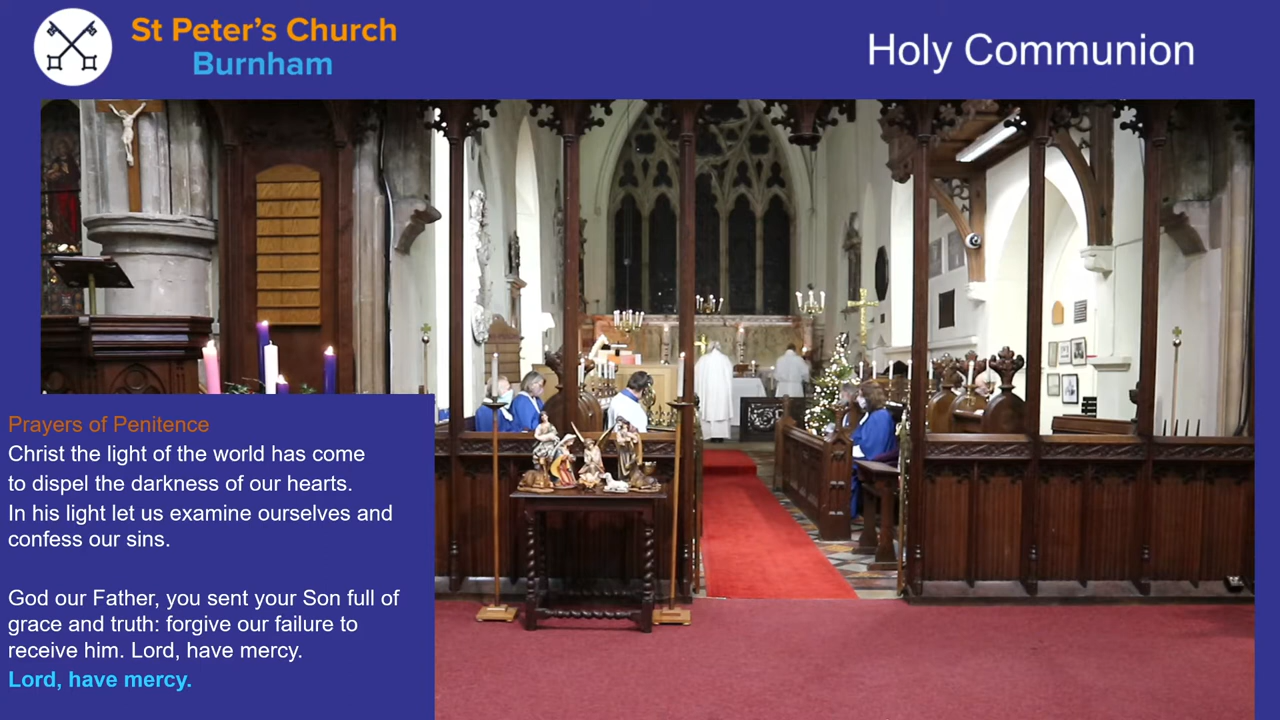 St Peter's Church
Burnham
Holy Communion
Prayers of Penitence
Christ the light of the world has come
to dispel the darkness of our hearts.
In his light let us examine ourselves and
confess our sins.
God our Father, you sent your Son full of
grace and truth: forgive our failure to
receive him. Lord, have mercy.
Lord, have mercy.